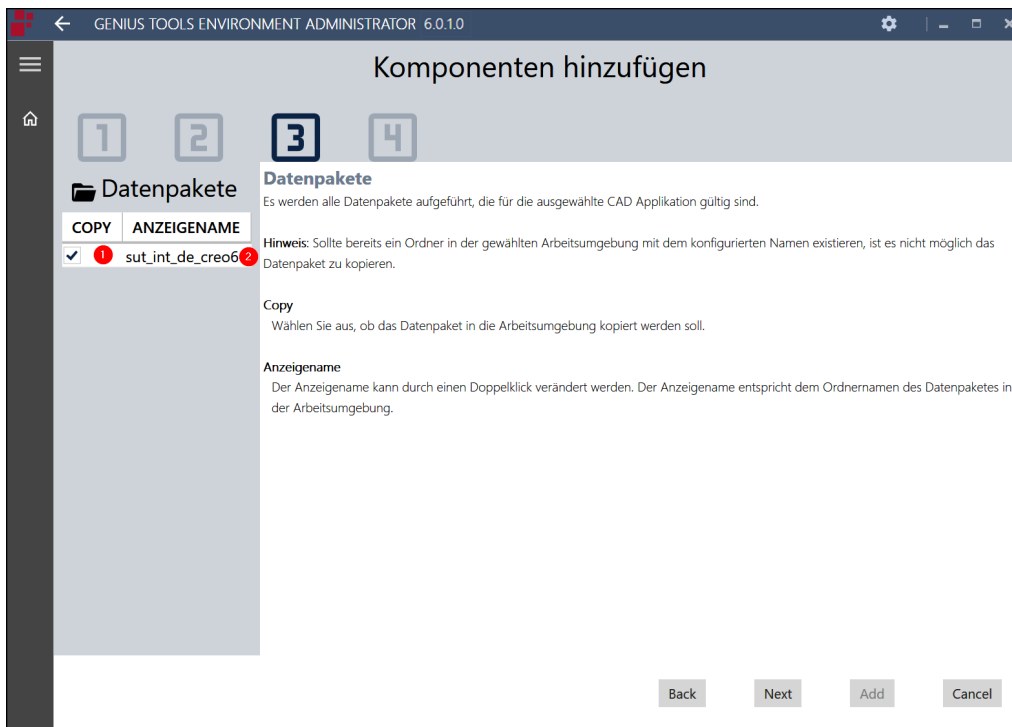 GENIUS TOOLS ENVIRONMENT ADMINISTRATOR 6.0.1.0
Komponenten hinzufügen
1 2 3 4
Datenpakete
COPY ANZEIGENAME
1 sut_int_de_creo6 2
Datenpakete
Es werden alle Datenpakete aufgeführt, die für die ausgewählte CAD Applikation gültig sind.
Hinweis: Sollte bereits ein Ordner in der gewählten Arbeitsumgebung mit dem konfigurierten Namen existieren, ist es nicht möglich das
Datenpaket zu kopieren.
Copy
Wählen Sie aus, ob das Datenpaket in die Arbeitsumgebung kopiert werden soll.
Anzeigename
Der Anzeigename kann durch einen Doppelklick verändert werden. Der Anzeigename entspricht dem Ordnernamen des Datenpaketes in
der Arbeitsumgebung.
Back Next Add Cancel